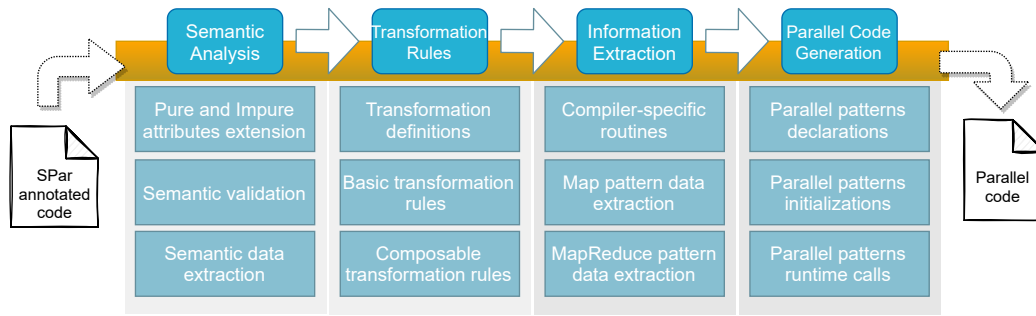 Semantic
Analysis
Transformation
Rules
Information
Extraction
Parallel Code
Generation
SPar
annotated
code
Pure and Impure
attributes extension
Semantic validation
Semantic data
extraction
Transformation
definitions
Basic transformation
rules
Composable
transformation rules
Compiler-specific
routines
Map pattern data
extraction
MapReduce pattern
data extraction
Parallel patterns
declarations
Parallel patterns
initializations
Parallel patterns
runtime calls
Parallel
code